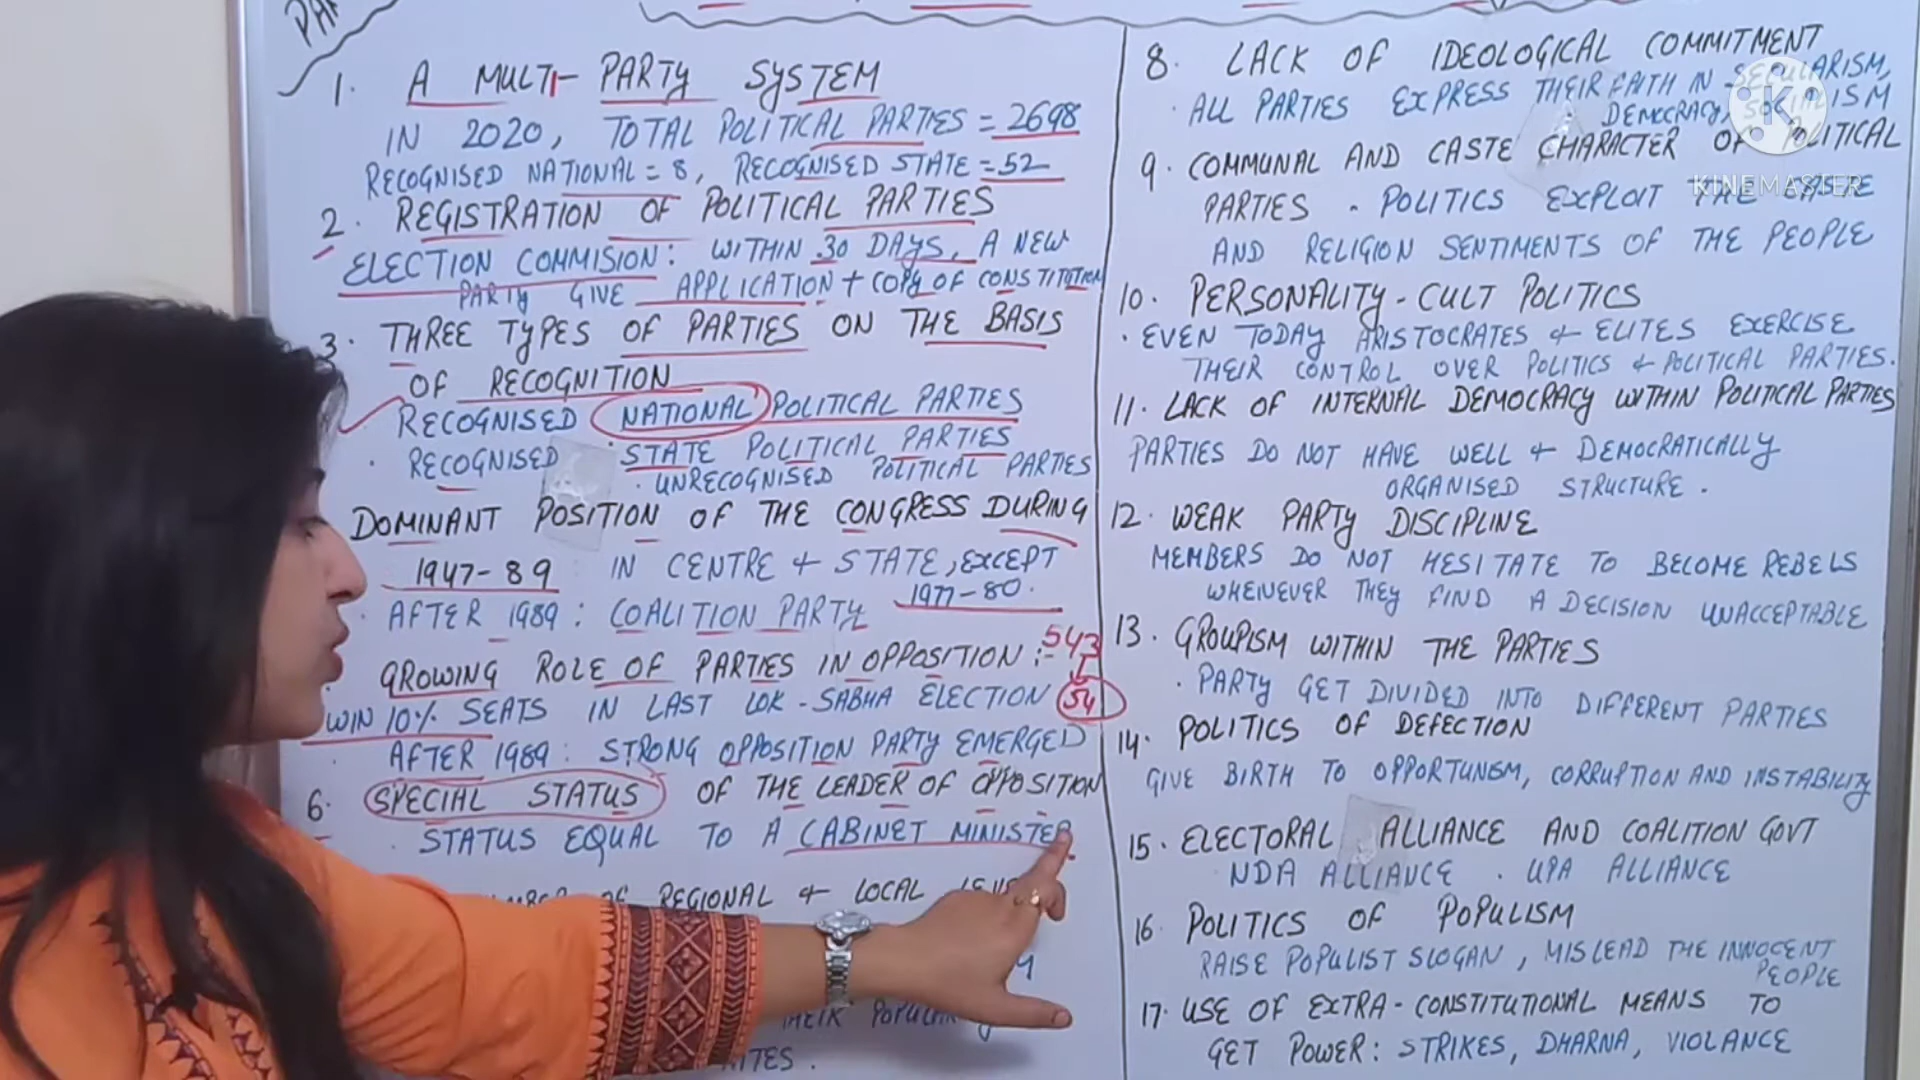 PAR
1. A MULTI- PARTY SYSTEM
IN 2020, TOTAL POLITICAL PARTIES = 2698
RECOGNISED NATIONAL = 8, RECOGNISED STATE = 52
2. REGISTRATION OF POLITICAL PARTIES
ELECTION COMMISION: WITHIN 30 DAYS, A NEW
PARTY GIVE APPLICATION + COPY OF CONSTITUTION
3. THREE TYPES OF PARTIES ON THE BASIS
OF RECOGNITION
RECOGNISED NATIONAL POLITICAL PARTIES
· RECOGNISED · STATE POLITICAL PARTIES
· UNRECOGNISED POLITICAL PARTIES
DOMINANT POSITION OF THE CONGRESS DURING
1947-89 IN CENTRE & STATE, EXCEPT
1977-80.
· AFTER 1989: COALITION PARTY
GROWING ROLE OF PARTIES IN OPPOSITION :- 543
WIN 10% SEATS IN LAST LOK-SABHA ELECTION 54
AFTER 1989: STRONG OPPOSITION PARTY EMERGED
6. SPECIAL STATUS OF THE LEADER OF OPPOSITION
· STATUS EQUAL TO A CABINET MINISTER
OF REGIONAL & LOCAL
THEIR
8. LACK OF IDEOLOGICAL COMMITMENT
· ALL PARTIES EXPRESS THEIR FAITH IN SECULARISM,
DEMOCRACY, SOCIALISM
9. COMMUNAL AND CASTE CHARACTER OF POLITICAL
PARTIES . POLITICS EXPLOIT THE CASTE
AND RELIGION SENTIMENTS OF THE PEOPLE
10. PERSONALITY-CULT POLITICS
· EVEN TODAY ARISTOCRATES & ELITES EXERCISE
THEIR CONTROL OVER POLITICS & POLITICAL PARTIES.
11. LACK OF INTERNAL DEMOCRACY WITHIN POLITICAL PARTIES
PARTIES DO NOT HAVE WELL & DEMOCRATICALLY
ORGANISED STRUCTURE.
12. WEAK PARTY DISCIPLINE
MEMBERS DO NOT HESITATE TO BECOME REBELS
WHENEVER THEY FIND A DECISION UNACCEPTABLE
13. GROUPISM WITHIN THE PARTIES
· PARTY GET DIVIDED INTO DIFFERENT PARTIES
14. POLITICS OF DEFECTION
GIVE BIRTH TO OPPORTUNISM, CORRUPTION AND INSTABILITY
15. ELECTORAL ALLIANCE AND COALITION GOVT
· NDA ALLIANCE . UPA ALLIANCE
16. POLITICS OF POPULISM
RAISE POPULIST SLOGAN, MISLEAD THE INNOCENT
PEOPLE
17. USE OF EXTRA-CONSTITUTIONAL MEANS TO
GET POWER: STRIKES, DHARNA, VIOLANCE
K
KINEMASTER